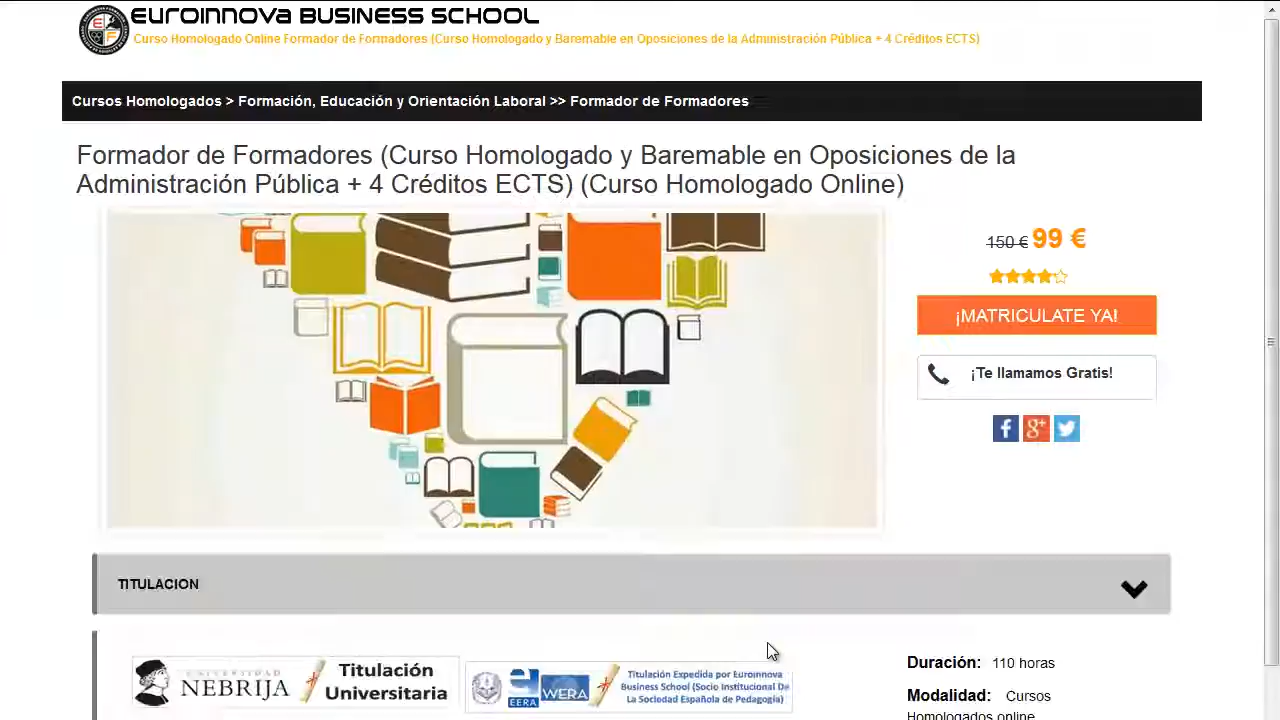 EUROINNOVA BUSINESS SCHOOL
Curso Homologado Online Formador de Formadores (Curso Homologado y Baremable en Oposiciones de la Administración Pública + 4 Créditos ECTS)
Cursos Homologados > Formación, Educación y Orientación Laboral >> Formador de Formadores
Formador de Formadores (Curso Homologado y Baremable en Oposiciones de la
Administración Pública + 4 Créditos ECTS) (Curso Homologado Online)
150 € 99 €
¡MATRICULATE YA!
¡Te llamamos Gratis!
TITULACION
UNIVERSIDAD
NEBRIJA
Titulación
Universitaria
EERA
WERA
Titulación Expedida por Euroinnova
Business School (Socio Institucional De
La Sociedad Española de Pedagogía)
Duración: 110 horas
Modalidad: Cursos
Homologados online